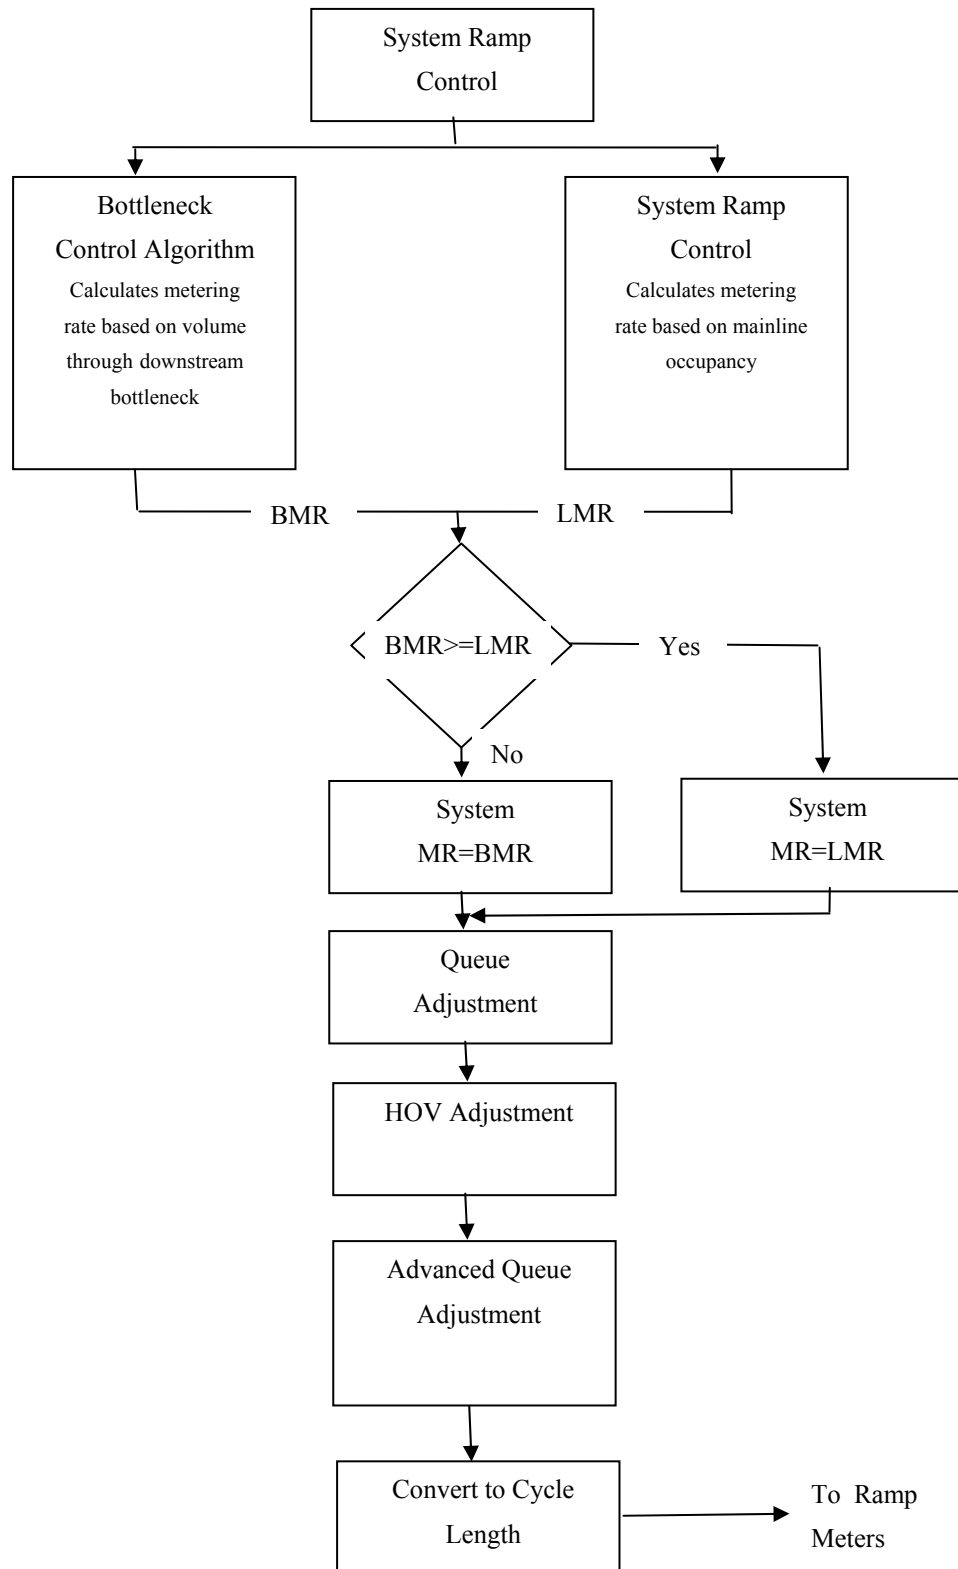 System Ramp
Control
Bottleneck
Control Algorithm
Calculates metering
rate based on volume
through downstream
bottleneck
System Ramp
Control
Calculates metering
rate based on mainline
occupancy
BMR
LMR
BMR>=LMR
Yes
No
System
MR=BMR
System
MR=LMR
Queue
Adjustment
HOV Adjustment
Advanced Queue
Adjustment
Convert to Cycle
Length
To Ramp
Meters